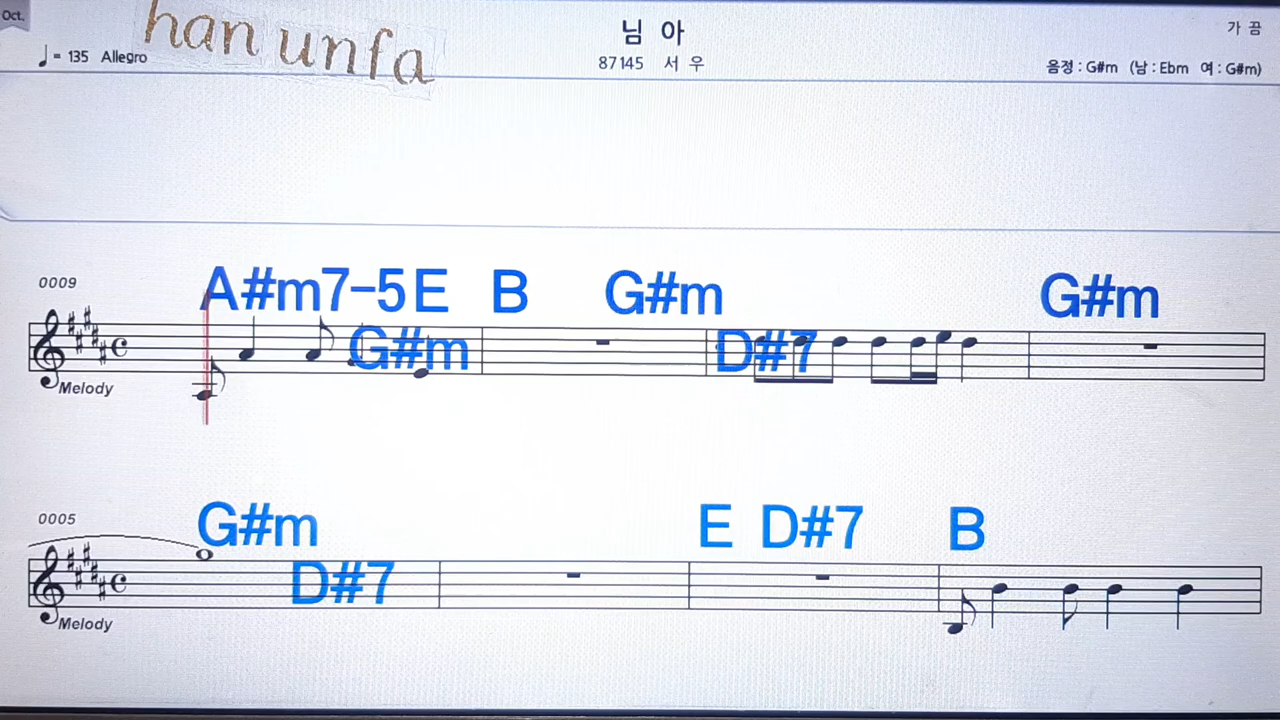 Oct.
han unfa
님 아
가 끔
♩ = 135 Allegro
87145 서 우
음정 : G#m (남 : Ebm 여 : G#m)
0009
A#m7-5 E B G#m G#m
G#m D#7
Melody
0005
G#m E D#7 B
D#7
Melody